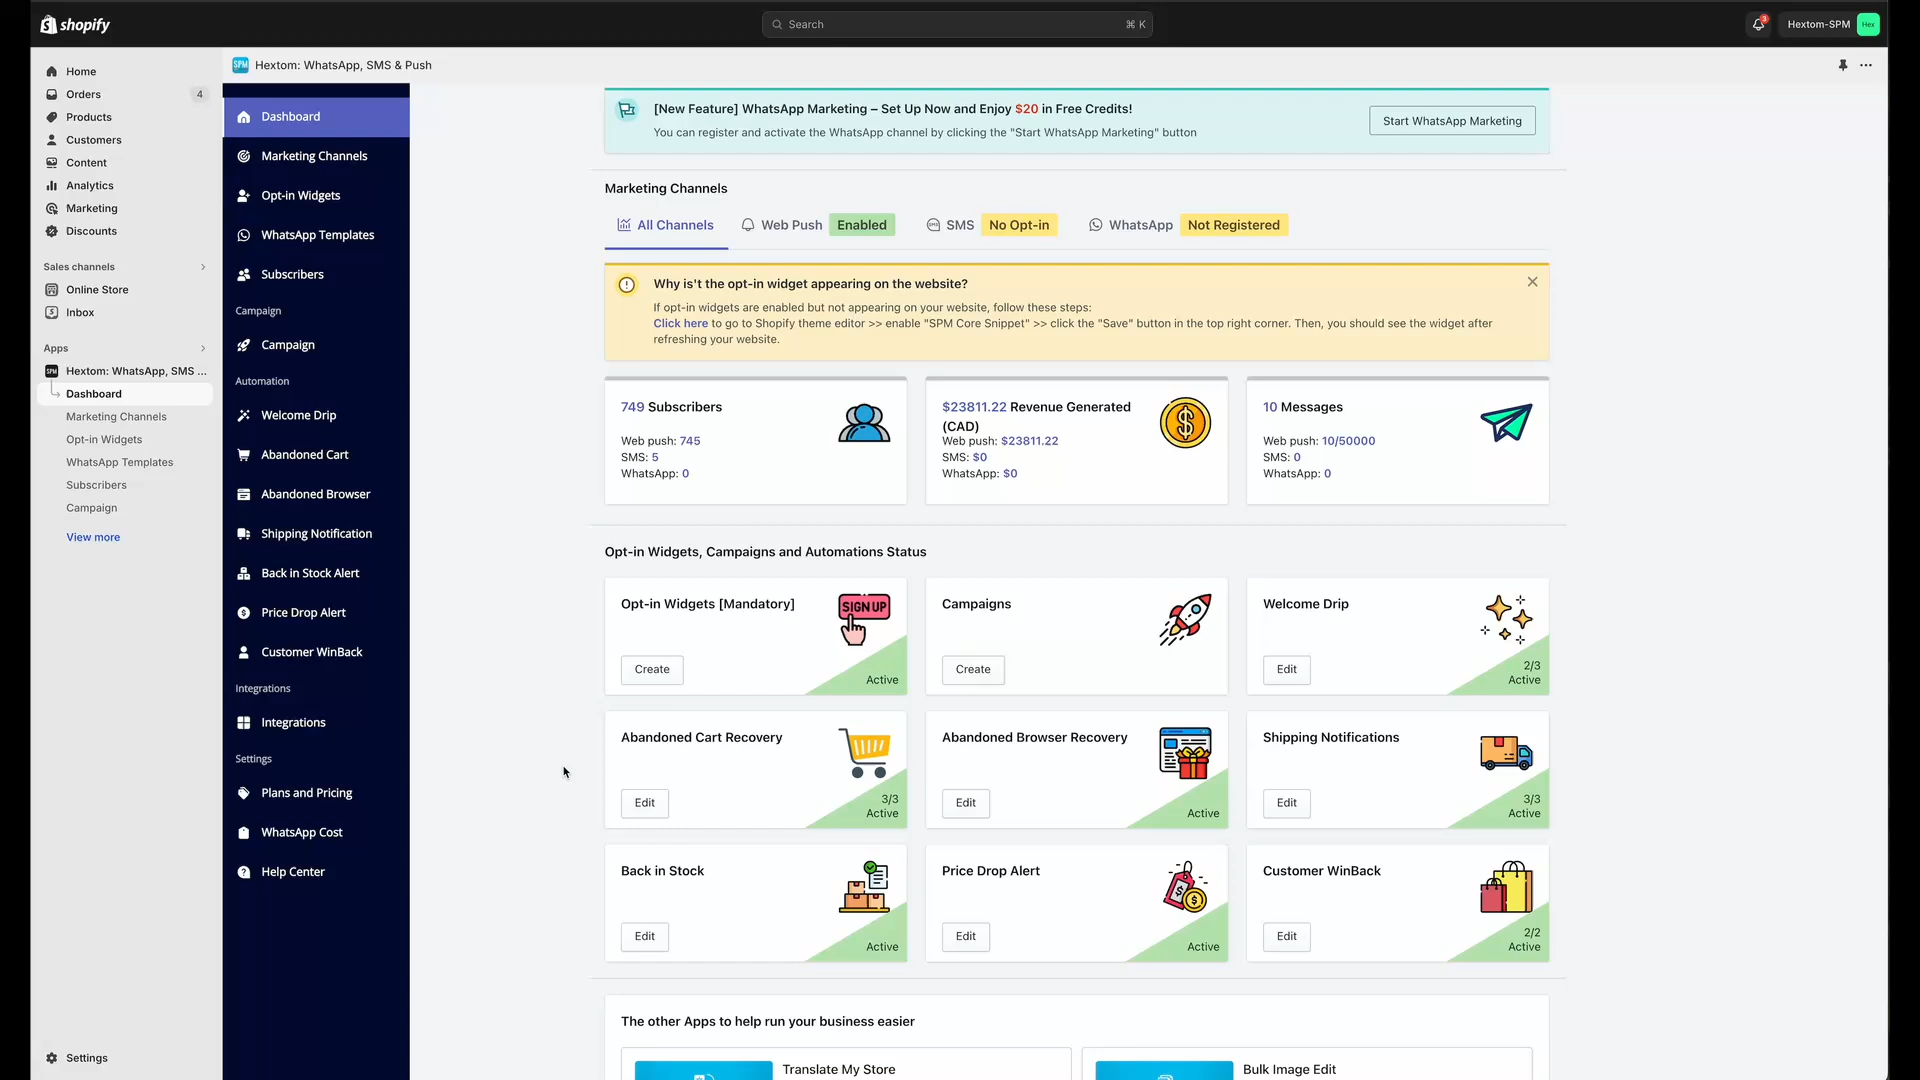 shopify
Search
⌘ K
3
Hextom-SPM
Hex
Home
Orders
4
Products
Customers
Content
Analytics
Marketing
Discounts
Sales channels
Online Store
Inbox
Apps
SPM
Hextom: WhatsApp, SMS ...
Dashboard
Marketing Channels
Opt-in Widgets
WhatsApp Templates
Subscribers
Campaign
View more
Settings
SPM
Hextom: WhatsApp, SMS & Push
Dashboard
Marketing Channels
Opt-in Widgets
WhatsApp Templates
Subscribers
Campaign
Campaign
Automation
Welcome Drip
Abandoned Cart
Abandoned Browser
Shipping Notification
Back in Stock Alert
Price Drop Alert
Customer WinBack
Integrations
Integrations
Settings
Plans and Pricing
WhatsApp Cost
Help Center
[New Feature] WhatsApp Marketing – Set Up Now and Enjoy $20 in Free Credits!
You can register and activate the WhatsApp channel by clicking the "Start WhatsApp Marketing" button
Start WhatsApp Marketing
Marketing Channels
All Channels
Web Push Enabled
SMS No Opt-in
WhatsApp Not Registered
Why is't the opt-in widget appearing on the website?
If opt-in widgets are enabled but not appearing on your website, follow these steps:
Click here to go to Shopify theme editor >> enable "SPM Core Snippet" >> click the "Save" button in the top right corner. Then, you should see the widget after
refreshing your website.
749 Subscribers
Web push: 745
SMS: 5
WhatsApp: 0
$23811.22 Revenue Generated
(CAD)
Web push: $23811.22
SMS: $0
WhatsApp: $0
10 Messages
Web push: 10/50000
SMS: 0
WhatsApp: 0
Opt-in Widgets, Campaigns and Automations Status
Opt-in Widgets [Mandatory]
SIGN UP
Create
Active
Campaigns
Create
Welcome Drip
Edit
2/3
Active
Abandoned Cart Recovery
Edit
3/3
Active
Abandoned Browser Recovery
Edit
Active
Shipping Notifications
Edit
3/3
Active
Back in Stock
Edit
Active
Price Drop Alert
Edit
Active
Customer WinBack
Edit
2/2
Active
The other Apps to help run your business easier
Translate My Store
Bulk Image Edit